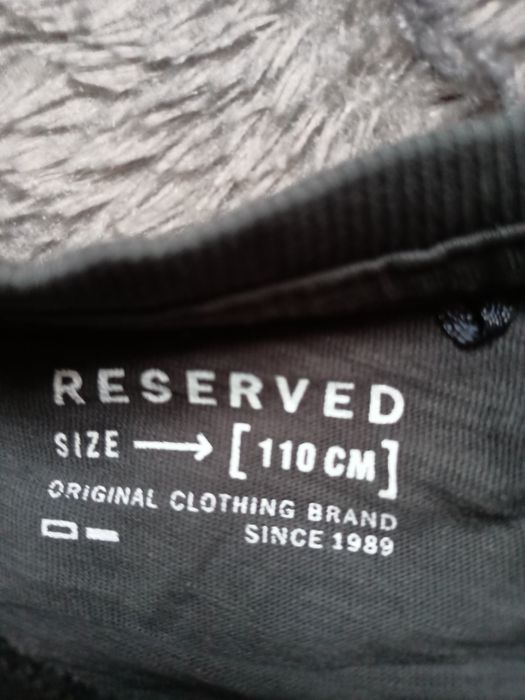 RESERVED
SIZE → [110 CM]
ORIGINAL CLOTHING BRAND
SINCE 1989